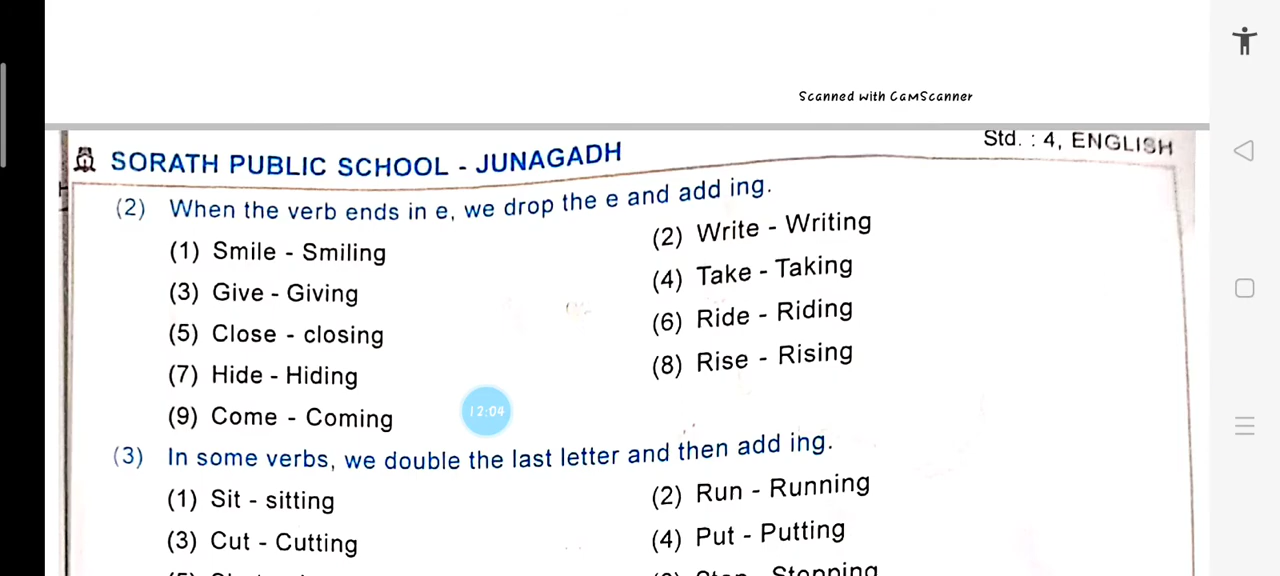 Scanned with CamScanner
SORATH PUBLIC SCHOOL - JUNAGADH
Std. : 4, ENGLISH
(2) When the verb ends in e, we drop the e and add ing.
(1) Smile - Smiling
(2) Write - Writing
(3) Give - Giving
(4) Take - Taking
(5) Close - closing
(6) Ride - Riding
(7) Hide - Hiding
(8) Rise - Rising
(9) Come - Coming
12:04
(3) In some verbs, we double the last letter and then add ing.
(1) Sit - sitting
(2) Run - Running
(3) Cut - Cutting
(4) Put - Putting
Stopping